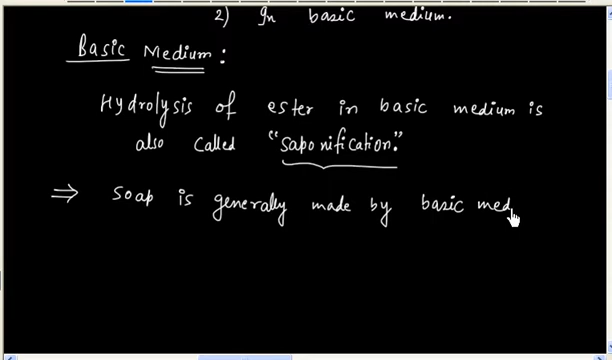 2) In basic medium.
Basic Medium:
Hydrolysis of ester in basic medium is
also called "saponification."
⇒ Soap is generally made by basic med